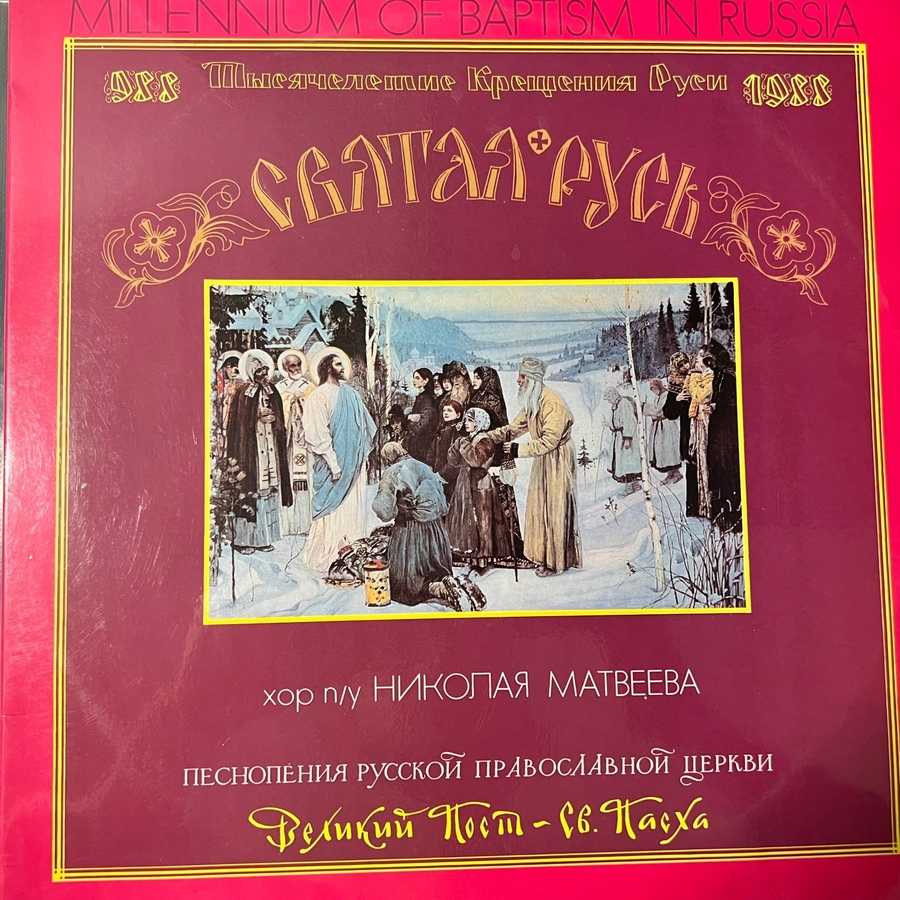 MILLENNIUM OF BAPTISM IN RUSSIA
988 Тысячелетие Крещения Руси 1988
СВЯТАЯ РУСЬ
хор п/у НИКОЛАЯ МАТВЕЕВА
ПЕСНОПЕНИЯ РУССКОЙ ПРАВОСЛАВНОЙ ЦЕРКВИ
Великий Пост - Св. Пасха